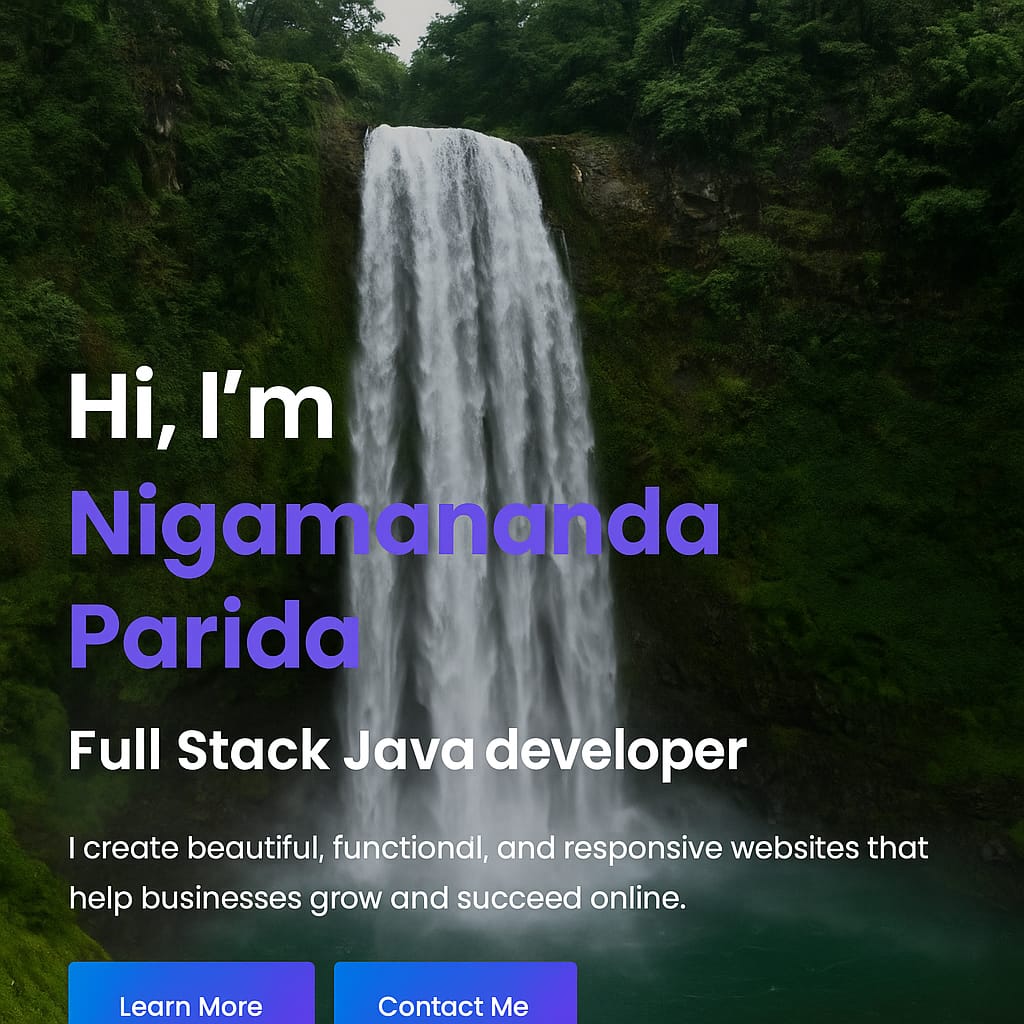 Hi, I’m
Nigamananda
Parida
Full Stack Java developer
I create beautiful, functional, and responsive websites that
help businesses grow and succeed online.
Learn More
Contact Me